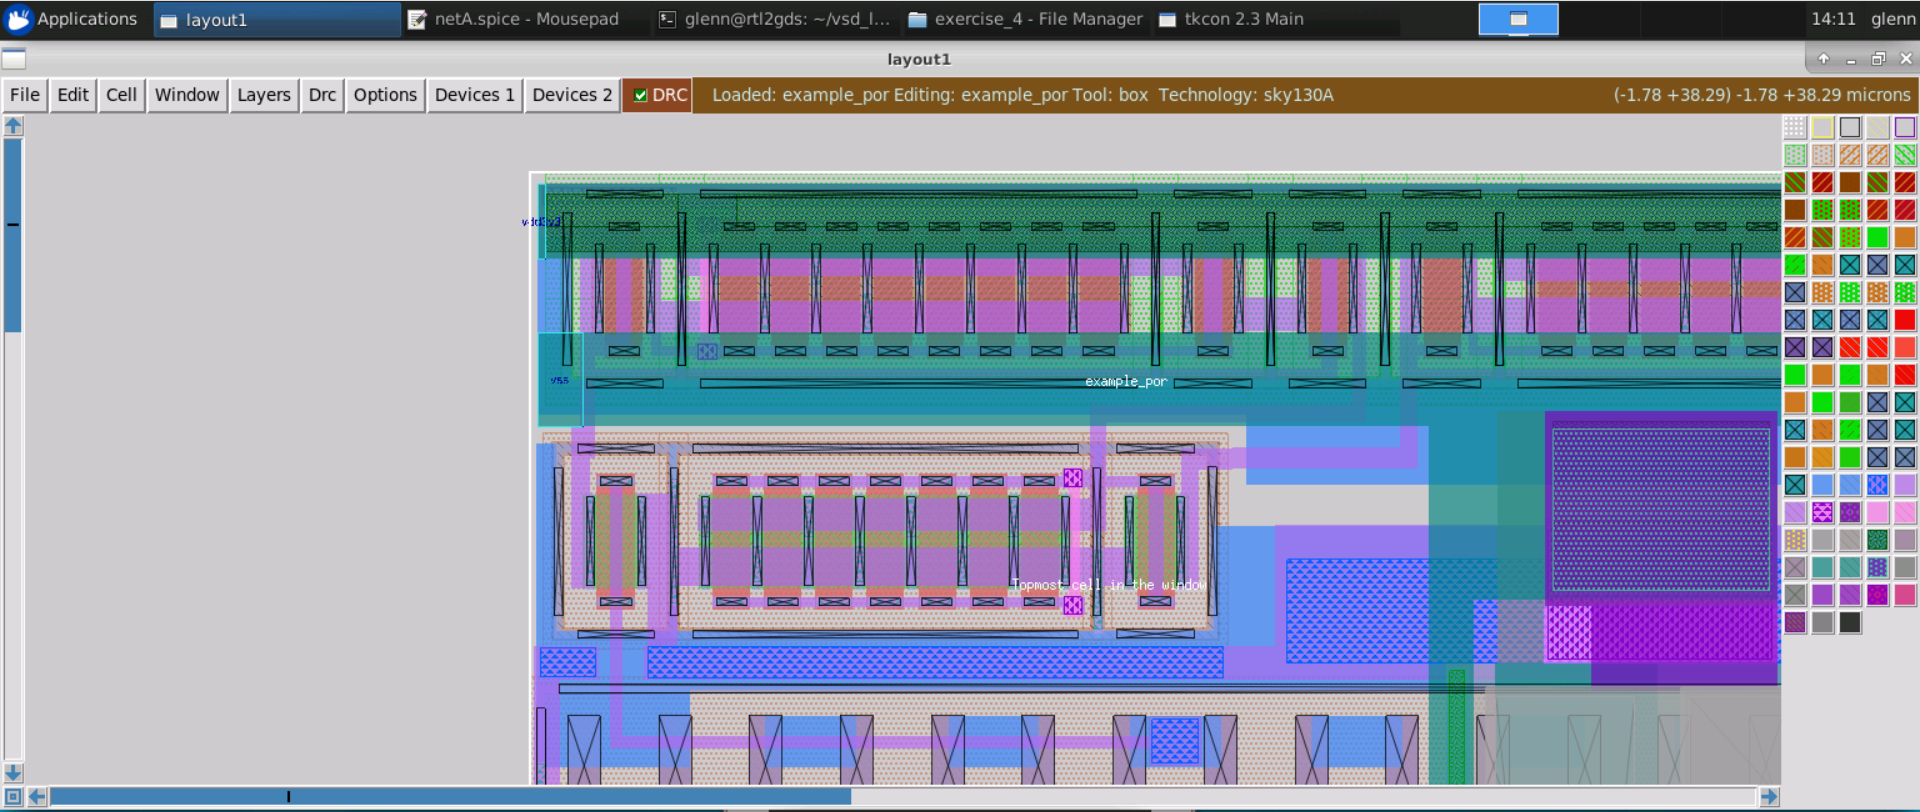 Applications layout1 netA.spice - Mousepad glenn@rtl2gds: ~/vsd_l... exercise_4 - File Manager tkcon 2.3 Main 14:11 glenn
layout1
File Edit Cell Window Layers Drc Options Devices 1 Devices 2 DRC Loaded: example_por Editing: example_por Tool: box Technology: sky130A (-1.78 +38.29) -1.78 +38.29 microns
vdd3v3
vss
example_por
Topmost cell in the window